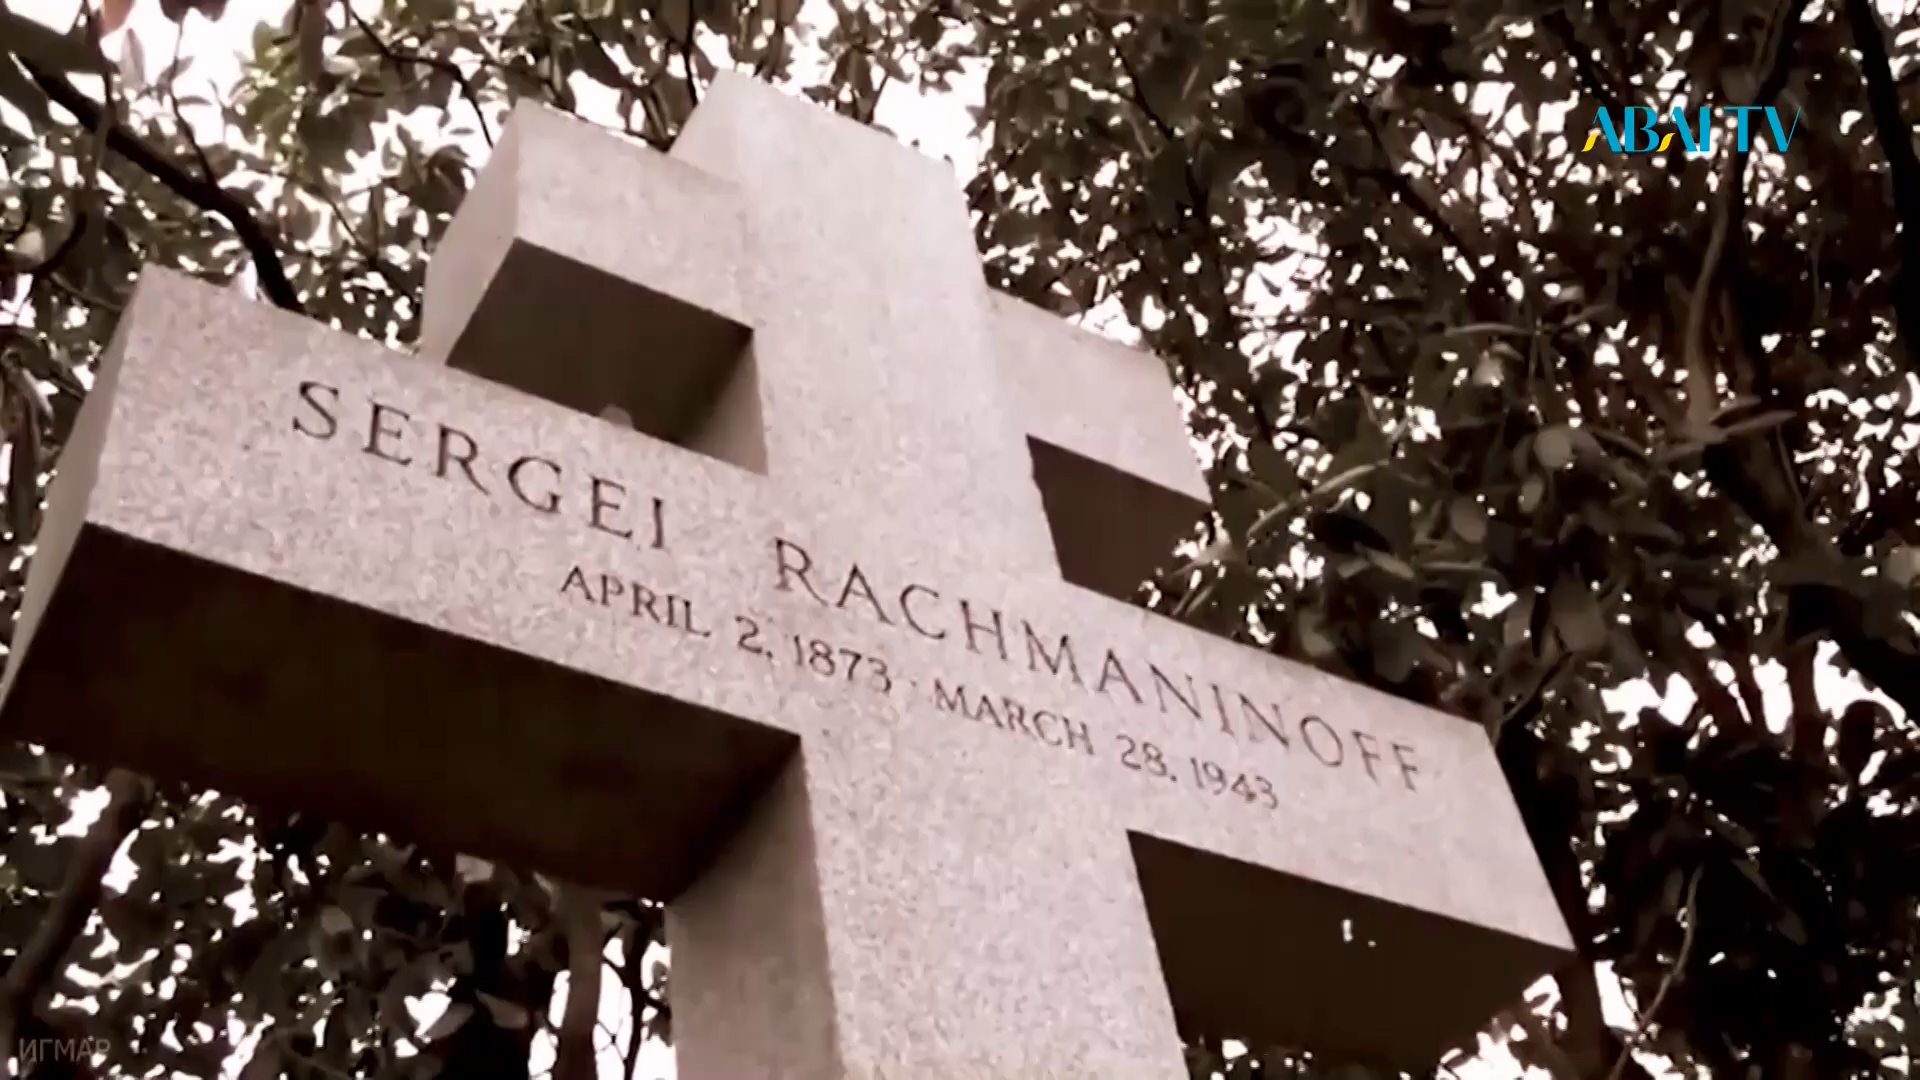 ABAI TV
SERGEI RACHMANINOFF
APRIL 2, 1873 · MARCH 28, 1943
ИГМАР